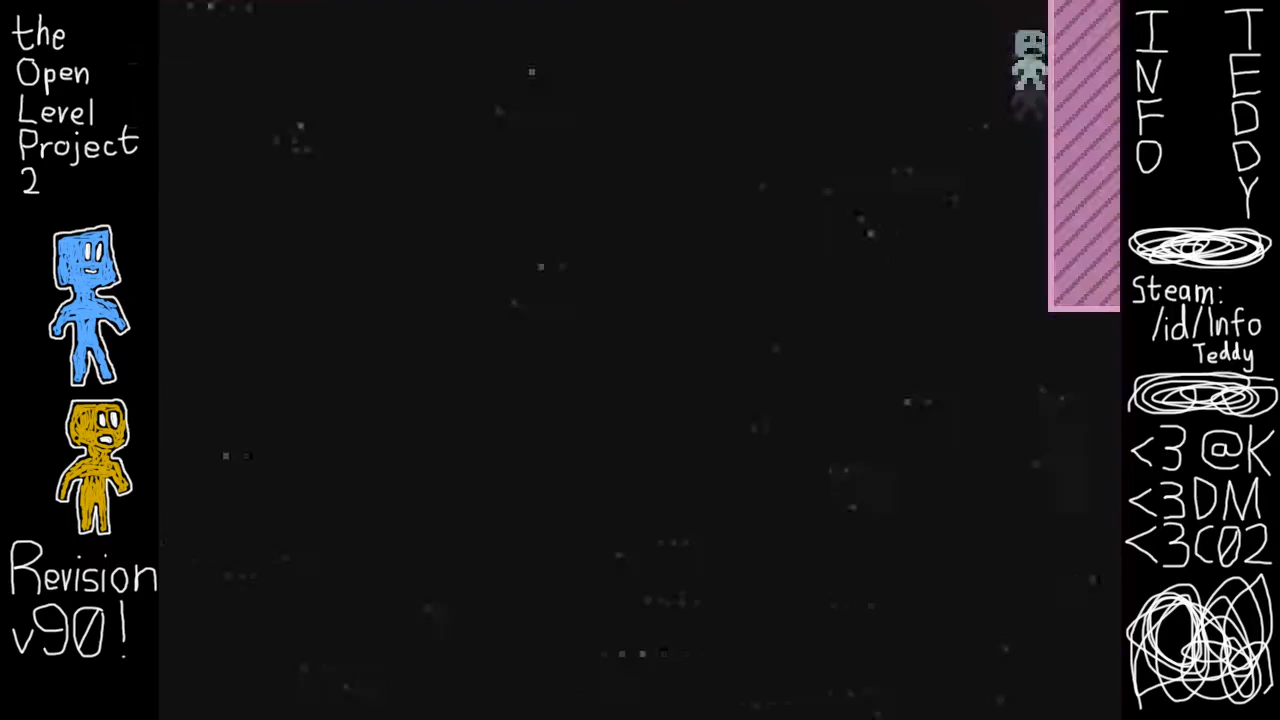 the
Open
Level
Project
2
Revision
v90!
INFO
TEDDY
Steam:
/id/Info
Teddy
<3 @K
<3DM
<3C02